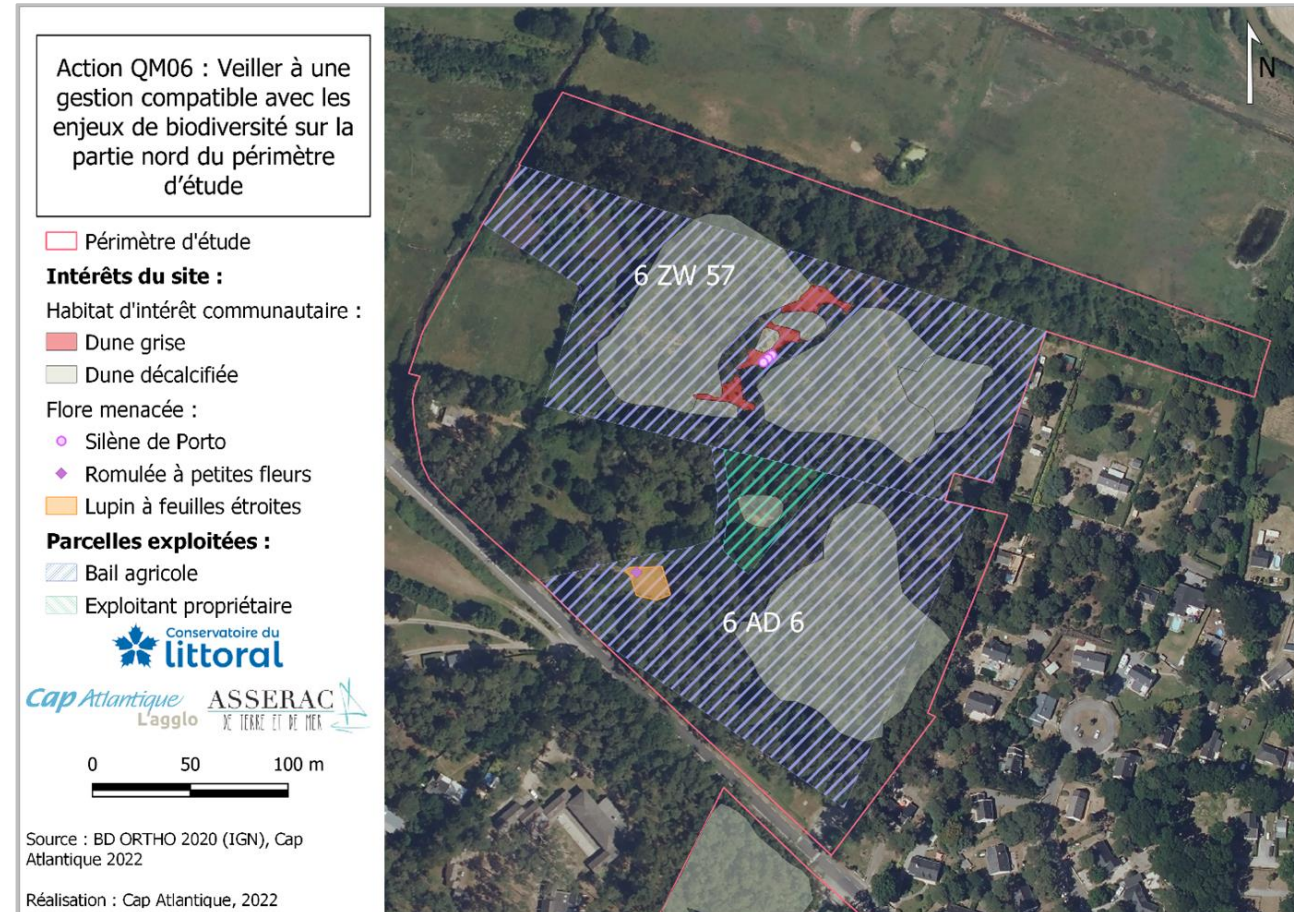 Action QM06 : Veiller à une
gestion compatible avec les
enjeux de biodiversité sur la
partie nord du périmètre
d'étude
Périmètre d'étude
Intérêts du site :
Habitat d'intérêt communautaire :
Dune grise
Dune décalcifiée
Flore menacée :
Silène de Porto
Romulée à petites fleurs
Lupin à feuilles étroites
Parcelles exploitées :
Bail agricole
Exploitant propriétaire
Conservatoire du
littoral
Cap Atlantique
L'agglo
ASSERAC
DE TERRE ET DE MER
0 50 100 m
Source : BD ORTHO 2020 (IGN), Cap
Atlantique 2022
Réalisation : Cap Atlantique, 2022
N
6 ZW 57
6 AD 6